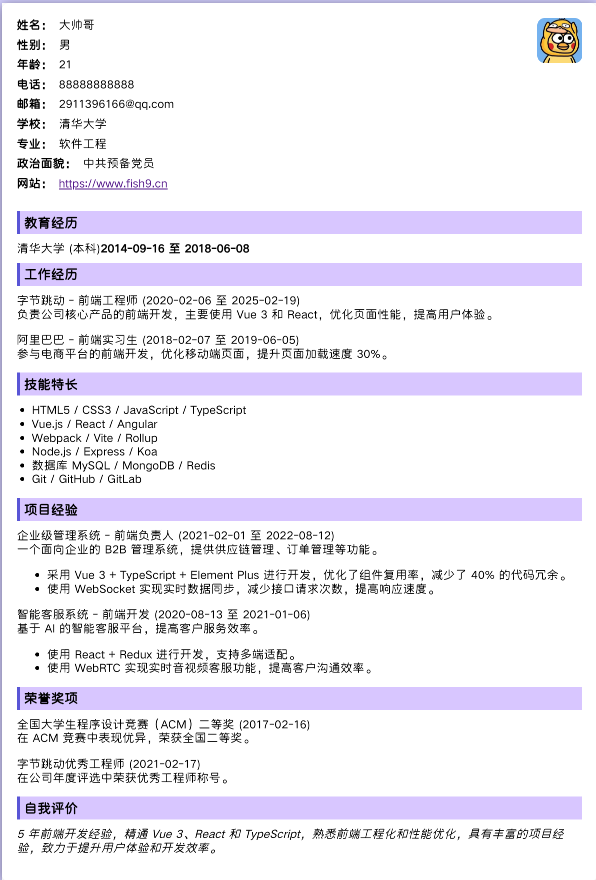 姓名： 大帅哥
性别： 男
年龄： 21
电话： 88888888888
邮箱： 2911396166@qq.com
学校： 清华大学
专业： 软件工程
政治面貌： 中共预备党员
网站： https://www.fish9.cn
教育经历
清华大学 (本科)2014-09-16 至 2018-06-08
工作经历
字节跳动 - 前端工程师 (2020-02-06 至 2025-02-19)
负责公司核心产品的前端开发，主要使用 Vue 3 和 React，优化页面性能，提高用户体验。
阿里巴巴 - 前端实习生 (2018-02-07 至 2019-06-05)
参与电商平台的前端开发，优化移动端页面，提升页面加载速度 30%。
技能特长
• HTML5 / CSS3 / JavaScript / TypeScript
• Vue.js / React / Angular
• Webpack / Vite / Rollup
• Node.js / Express / Koa
• 数据库 MySQL / MongoDB / Redis
• Git / GitHub / GitLab
项目经验
企业级管理系统 - 前端负责人 (2021-02-01 至 2022-08-12)
一个面向企业的 B2B 管理系统，提供供应链管理、订单管理等功能。
• 采用 Vue 3 + TypeScript + Element Plus 进行开发，优化了组件复用率，减少了 40% 的代码冗余。
• 使用 WebSocket 实现实时数据同步，减少接口请求次数，提高响应速度。
智能客服系统 - 前端开发 (2020-08-13 至 2021-01-06)
基于 AI 的智能客服平台，提高客户服务效率。
• 使用 React + Redux 进行开发，支持多端适配。
• 使用 WebRTC 实现实时音视频客服功能，提高客户沟通效率。
荣誉奖项
全国大学生程序设计竞赛（ACM）二等奖 (2017-02-16)
在 ACM 竞赛中表现优异，荣获全国二等奖。
字节跳动优秀工程师 (2021-02-17)
在公司年度评选中荣获优秀工程师称号。
自我评价
5 年前端开发经验，精通 Vue 3、React 和 TypeScript，熟悉前端工程化和性能优化，具有丰富的项目经
验，致力于提升用户体验和开发效率。